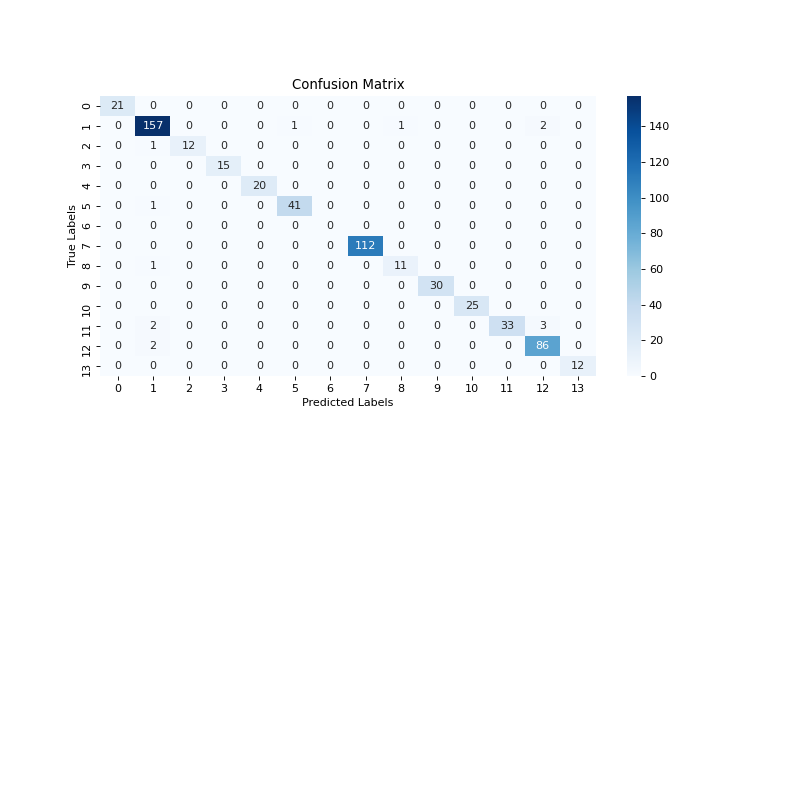 Confusion Matrix
0 21 0 0 0 0 0 0 0 0 0 0 0 0 0
1 0 157 0 0 0 1 0 0 1 0 0 0 2 0
2 0 1 12 0 0 0 0 0 0 0 0 0 0 0
3 0 0 0 15 0 0 0 0 0 0 0 0 0 0
4 0 0 0 0 20 0 0 0 0 0 0 0 0 0
5 0 1 0 0 0 41 0 0 0 0 0 0 0 0
6 0 0 0 0 0 0 0 0 0 0 0 0 0 0
7 0 0 0 0 0 0 0 112 0 0 0 0 0 0
8 0 1 0 0 0 0 0 0 11 0 0 0 0 0
9 0 0 0 0 0 0 0 0 0 30 0 0 0 0
10 0 0 0 0 0 0 0 0 0 0 25 0 0 0
11 0 2 0 0 0 0 0 0 0 0 0 33 3 0
12 0 2 0 0 0 0 0 0 0 0 0 0 86 0
13 0 0 0 0 0 0 0 0 0 0 0 0 0 12
0 1 2 3 4 5 6 7 8 9 10 11 12 13
True Labels
Predicted Labels
140
120
100
80
60
40
20
0